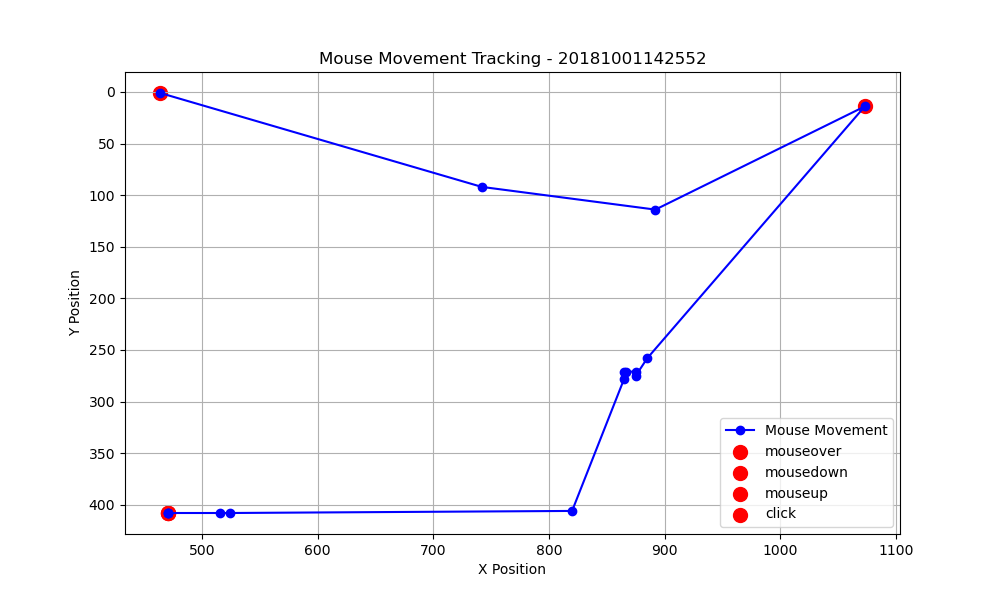 Mouse Movement Tracking - 20181001142552
0
50
100
150
200
250
300
350
400
Y Position
500
600
700
800
900
1000
1100
X Position
Mouse Movement
mouseover
mousedown
mouseup
click